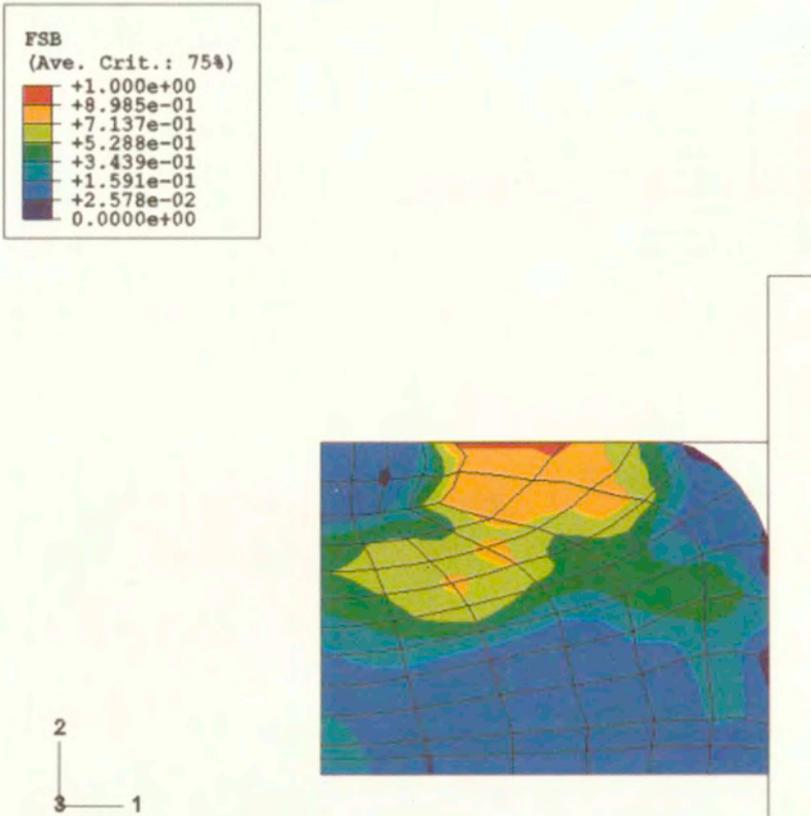 FSB
(Ave. Crit.: 75%)
+1.000e+00
+8.985e-01
+7.137e-01
+5.288e-01
+3.439e-01
+1.591e-01
+2.578e-02
0.0000e+00
2
3 1